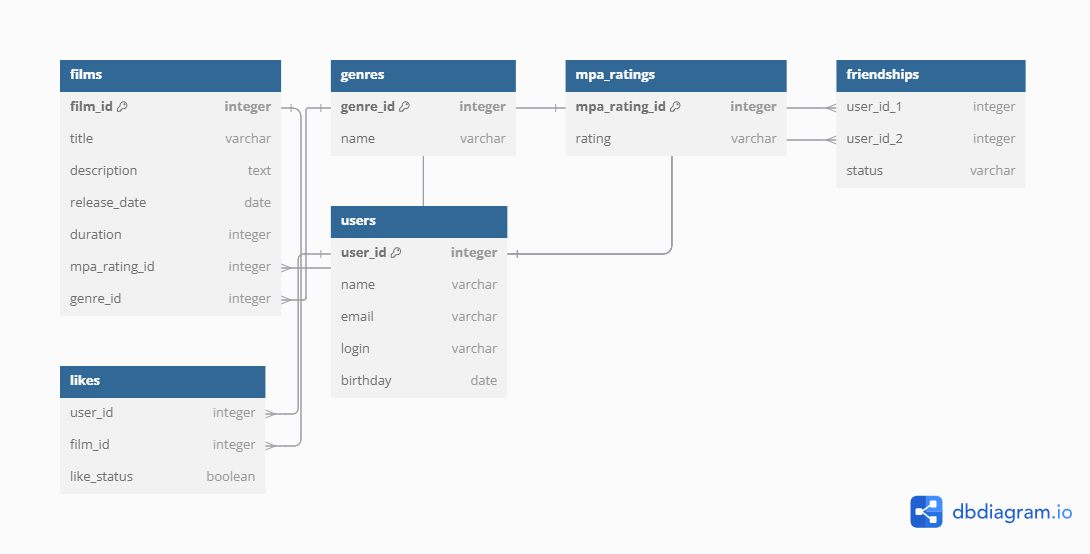 films
film_id integer
title varchar
description text
release_date date
duration integer
mpa_rating_id integer
genre_id integer
genres
genre_id integer
name varchar
mpa_ratings
mpa_rating_id integer
rating varchar
friendships
user_id_1 integer
user_id_2 integer
status varchar
users
user_id integer
name varchar
email varchar
login varchar
birthday date
likes
user_id integer
film_id integer
like_status boolean
dbdiagram.io